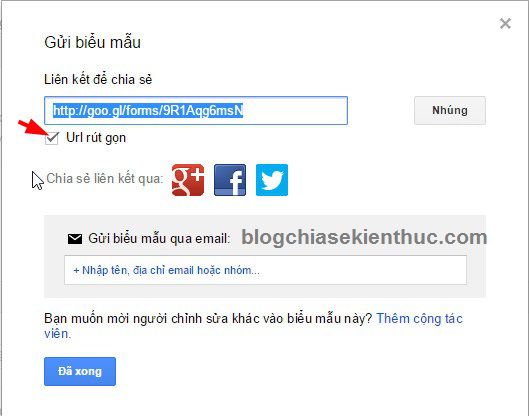 Gửi biểu mẫu
Liên kết để chia sẻ
http://goo.gl/forms/9R1Aqg6msN
Nhúng
Url rút gọn
Chia sẻ liên kết qua:
Gửi biểu mẫu qua email: blogchiasekienthuc.com
+ Nhập tên, địa chỉ email hoặc nhóm...
Bạn muốn mời người chỉnh sửa khác vào biểu mẫu này? Thêm cộng tác
viên.
Đã xong